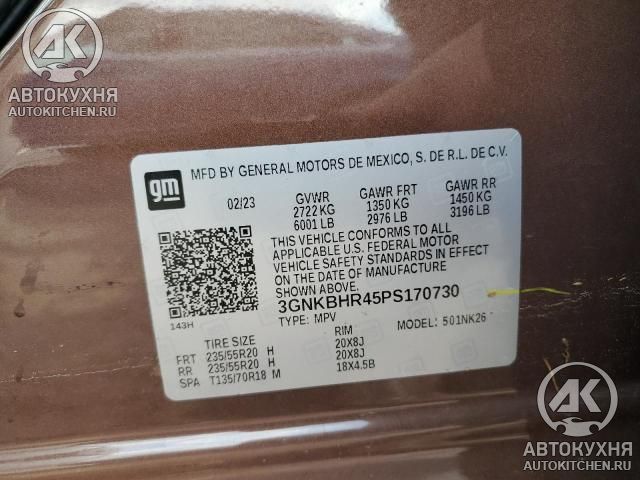 АК
АВТОКУХНЯ
AUTOKITCHEN.RU
gm
MFD BY GENERAL MOTORS DE MEXICO, S. DE R.L. DE C.V.
02/23 GVWR GAWR FRT GAWR RR
2722 KG 1350 KG 1450 KG
6001 LB 2976 LB 3196 LB
THIS VEHICLE CONFORMS TO ALL
APPLICABLE U.S. FEDERAL MOTOR
VEHICLE SAFETY STANDARDS IN EFFECT
ON THE DATE OF MANUFACTURE
SHOWN ABOVE.
3GNKBHR45PS170730
143H TYPE: MPV MODEL: 501NK26
TIRE SIZE RIM
FRT 235/55R20 H 20X8J
RR 235/55R20 H 20X8J
SPA T135/70R18 M 18X4.5B
АК
АВТОКУХНЯ
AUTOKITCHEN.RU